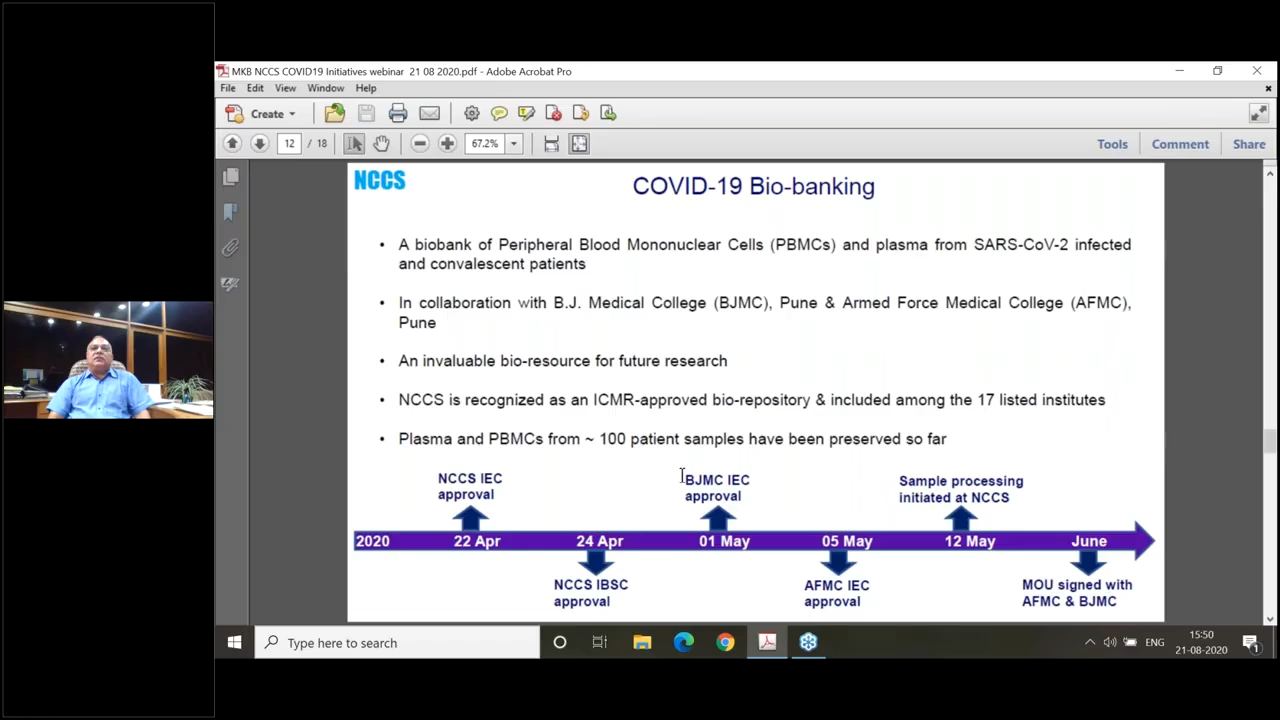 MKB NCCS COVID19 Initiatives webinar 21 08 2020.pdf - Adobe Acrobat Pro
File Edit View Window Help
Create
12 / 18 67.2% Tools Comment Share
NCCS
COVID-19 Bio-banking
• A biobank of Peripheral Blood Mononuclear Cells (PBMCs) and plasma from SARS-CoV-2 infected
and convalescent patients
• In collaboration with B.J. Medical College (BJMC), Pune & Armed Force Medical College (AFMC),
Pune
• An invaluable bio-resource for future research
• NCCS is recognized as an ICMR-approved bio-repository & included among the 17 listed institutes
• Plasma and PBMCs from ~ 100 patient samples have been preserved so far
NCCS IEC
approval
BJMC IEC
approval
Sample processing
initiated at NCCS
2020 22 Apr 24 Apr 01 May 05 May 12 May June
NCCS IBSC
approval
AFMC IEC
approval
MOU signed with
AFMC & BJMC
Type here to search
ENG
15:50
21-08-2020
1